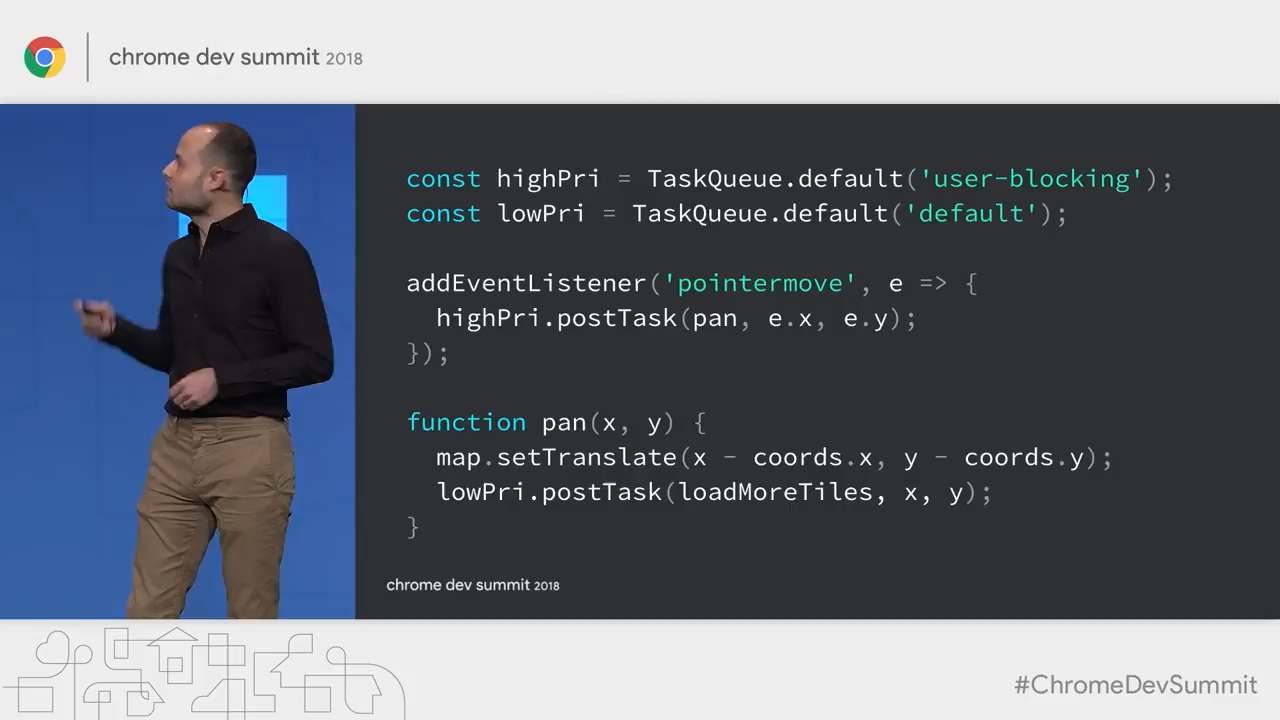 chrome dev summit 2018
const highPri = TaskQueue.default('user-blocking');
const lowPri = TaskQueue.default('default');
addEventListener('pointermove', e => {
highPri.postTask(pan, e.x, e.y);
});
function pan(x, y) {
map.setTranslate(x - coords.x, y - coords.y);
lowPri.postTask(loadMoreTiles, x, y);
}
chrome dev summit 2018
#ChromeDevSummit